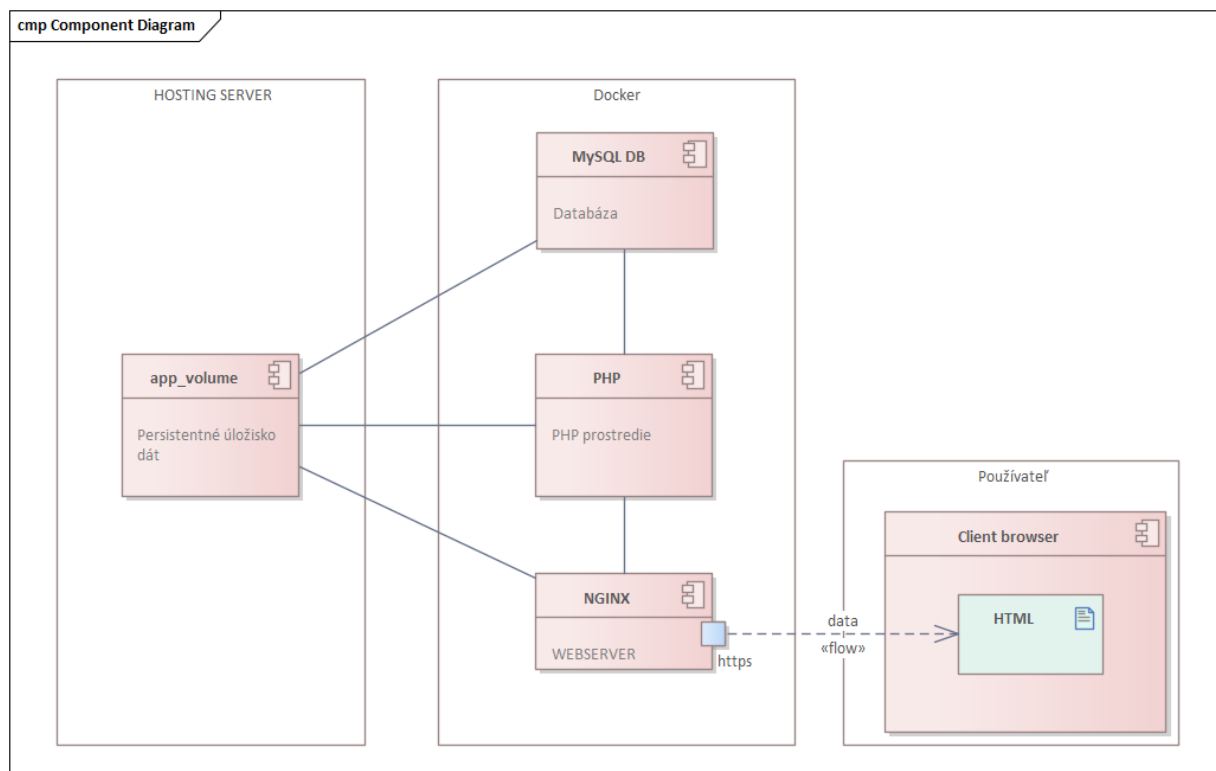 cmp Component Diagram
HOSTING SERVER
Docker
MySQL DB
Databáza
app_volume
Persistentné úložisko
dát
PHP
PHP prostredie
NGINX
WEBSERVER
https
data
«flow»
Používateľ
Client browser
HTML